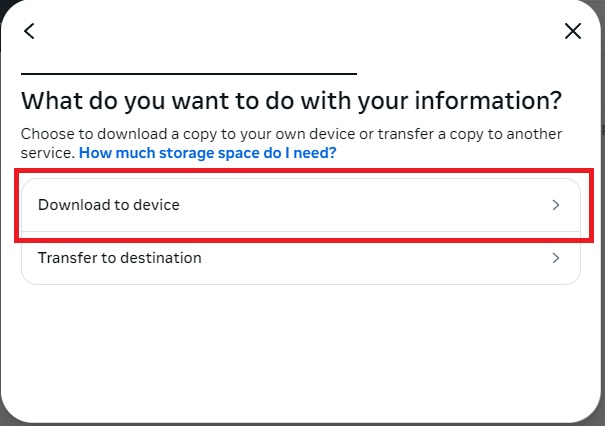 What do you want to do with your information?
Choose to download a copy to your own device or transfer a copy to another
service. How much storage space do I need?
Download to device
Transfer to destination